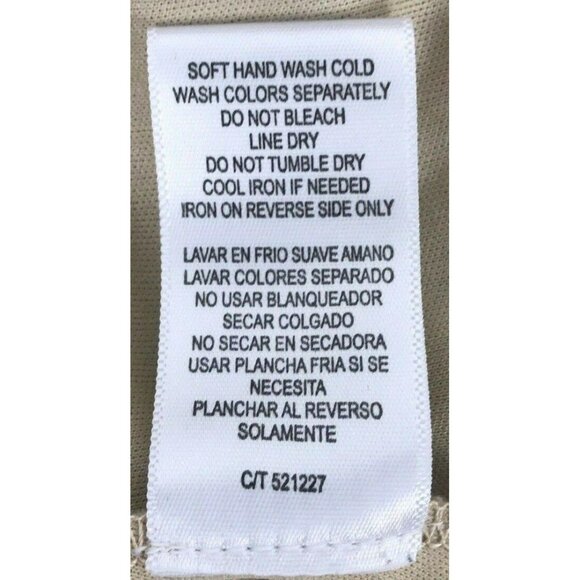 SOFT HAND WASH COLD
WASH COLORS SEPARATELY
DO NOT BLEACH
LINE DRY
DO NOT TUMBLE DRY
COOL IRON IF NEEDED
IRON ON REVERSE SIDE ONLY
LAVAR EN FRIO SUAVE AMANO
LAVAR COLORES SEPARADO
NO USAR BLANQUEADOR
SECAR COLGADO
NO SECAR EN SECADORA
USAR PLANCHA FRIA SI SE
NECESITA
PLANCHAR AL REVERSO
SOLAMENTE
C/T 521227